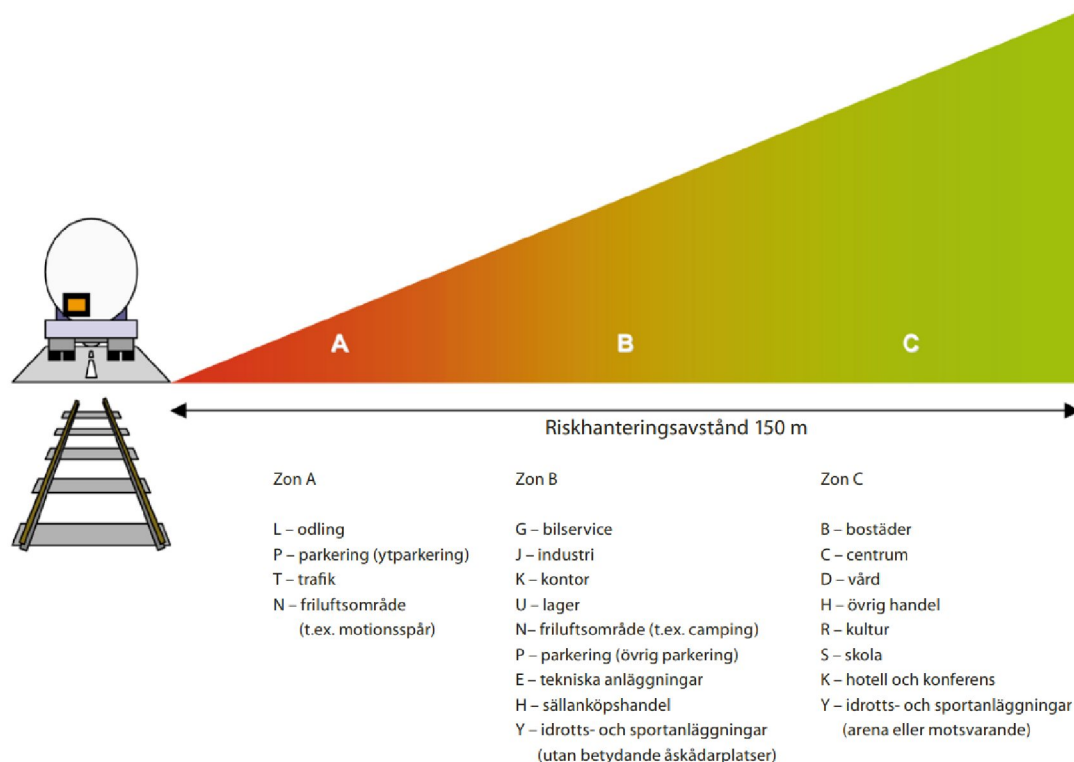 A
B
C
Riskhanteringsavstånd 150 m
Zon A
L – odling
P – parkering (ytparkering)
T – trafik
N – friluftsområde
(t.ex. motionsspår)
Zon B
G – bilservice
J – industri
K – kontor
U – lager
N– friluftsområde (t.ex. camping)
P – parkering (övrig parkering)
E – tekniska anläggningar
H – sällanköpshandel
Y – idrotts- och sportanläggningar
(utan betydande åskådarplatser)
Zon C
B – bostäder
C – centrum
D – vård
H – övrig handel
R – kultur
S – skola
K – hotell och konferens
Y – idrotts- och sportanläggningar
(arena eller motsvarande)